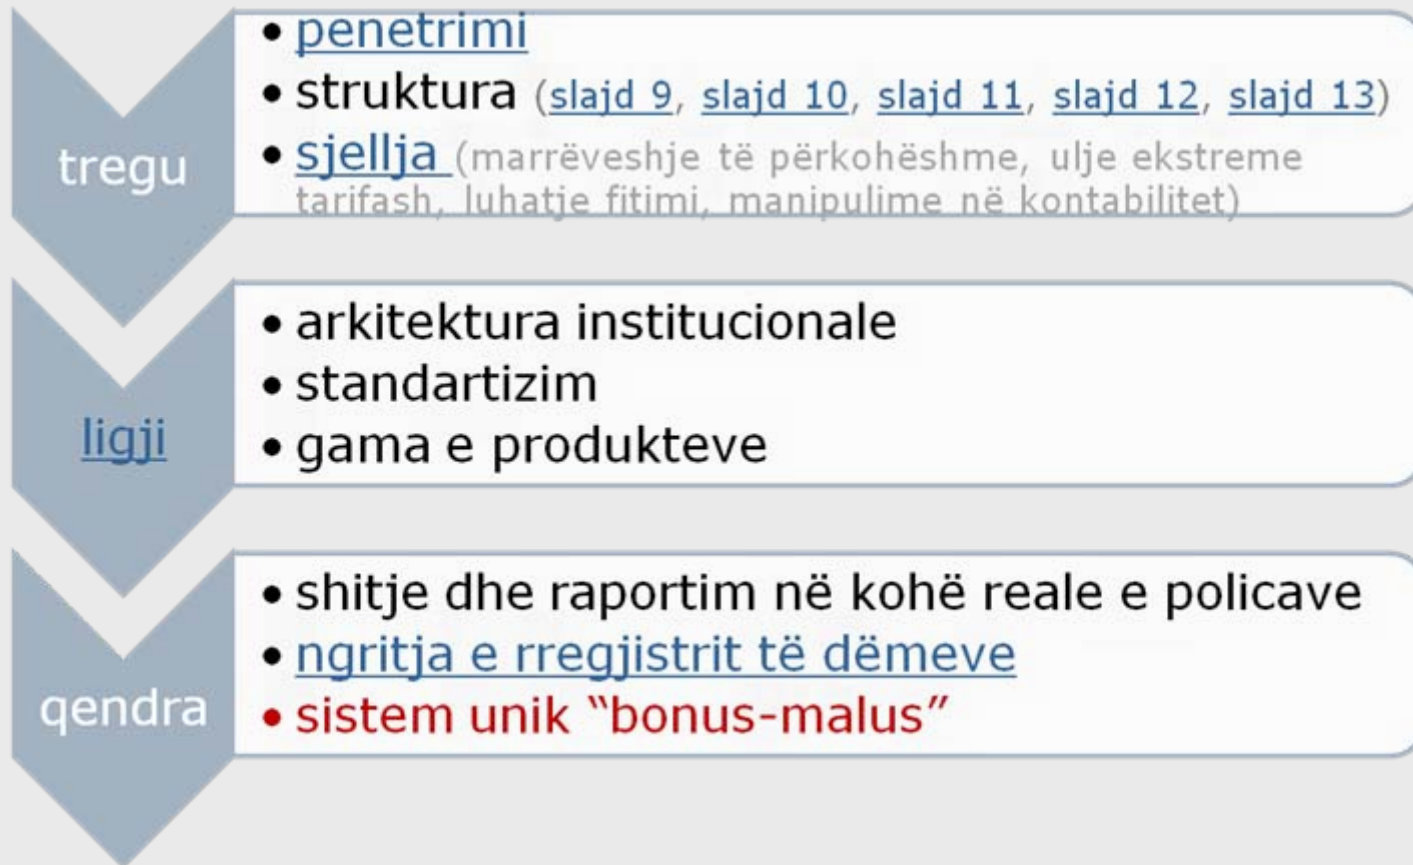 tregu
• penetrimi
• struktura (slajd 9, slajd 10, slajd 11, slajd 12, slajd 13)
• sjellja (marrëveshje të përkohëshme, ulje ekstreme
tarifash, luhatje fitimi, manipulime në kontabilitet)
ligji
• arkitektura institucionale
• standartizim
• gama e produkteve
qendra
• shitje dhe raportim në kohë reale e policave
• ngritja e rregjistrit të dëmeve
• sistem unik “bonus-malus”